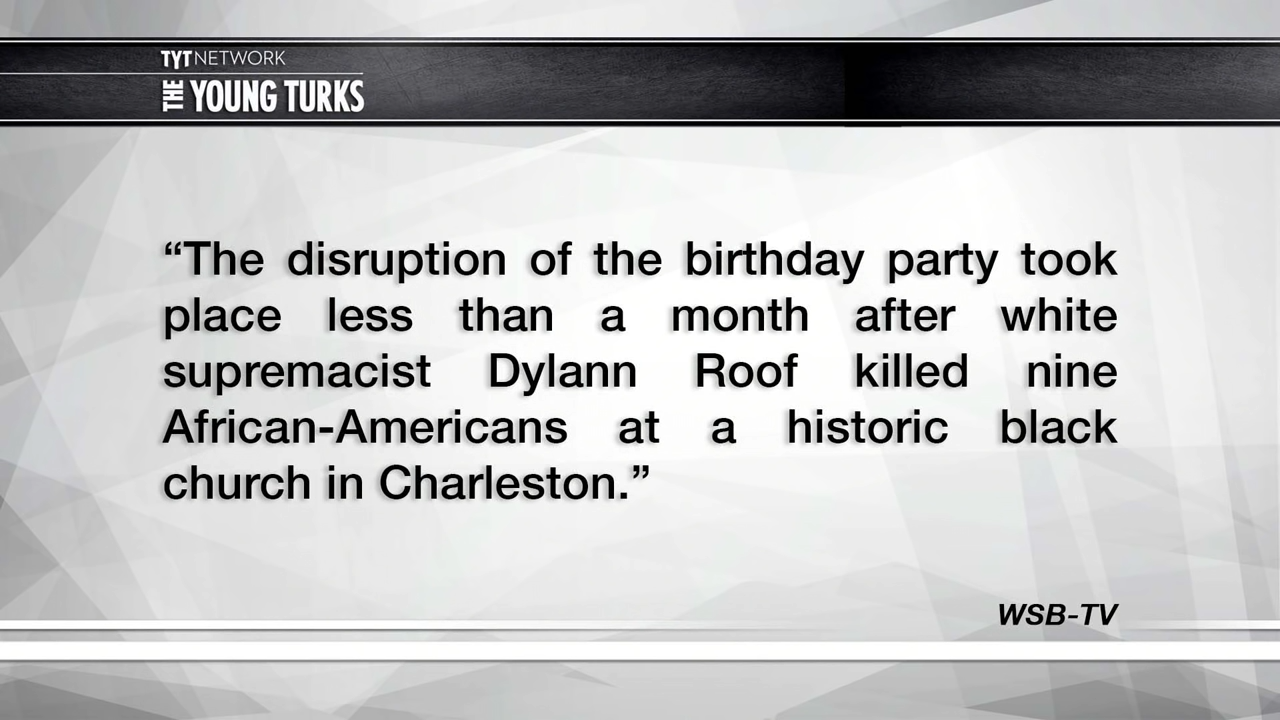 TYT NETWORK
THE YOUNG TURKS
“The disruption of the birthday party took
place less than a month after white
supremacist Dylann Roof killed nine
African-Americans at a historic black
church in Charleston.”
WSB-TV